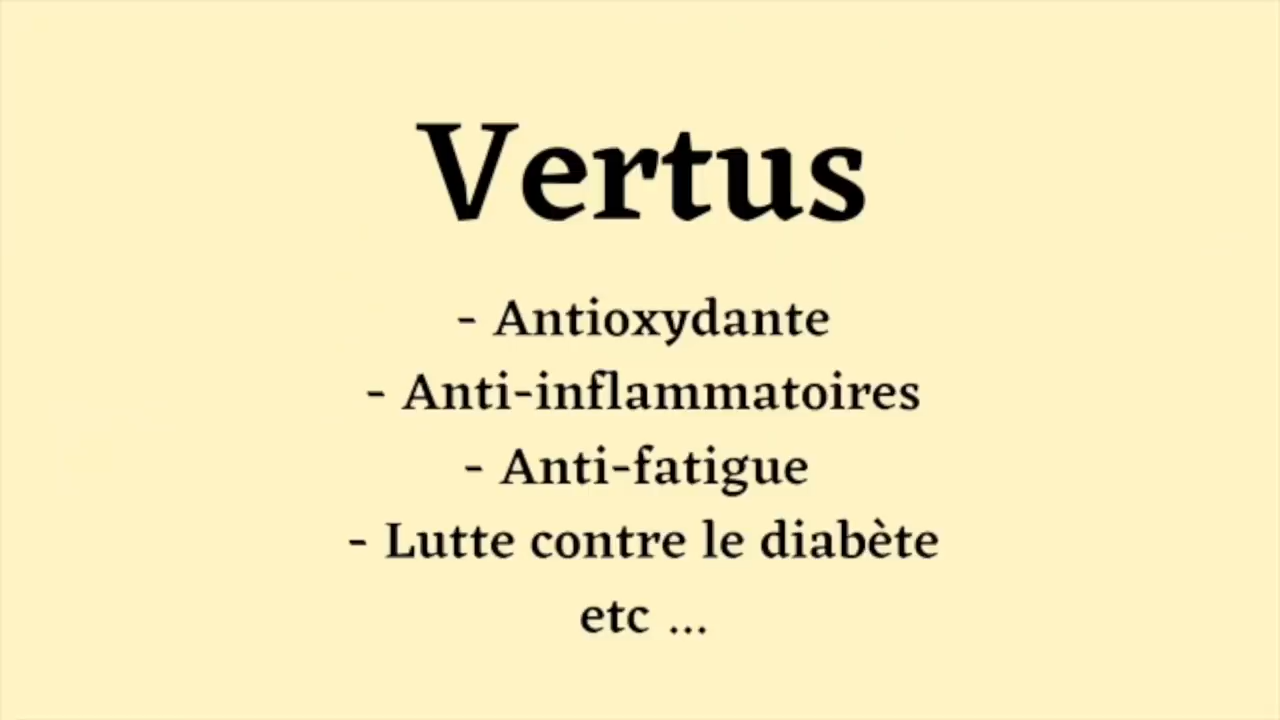 Vertus
- Antioxydante
- Anti-inflammatoires
- Anti-fatigue
- Lutte contre le diabète
etc ...